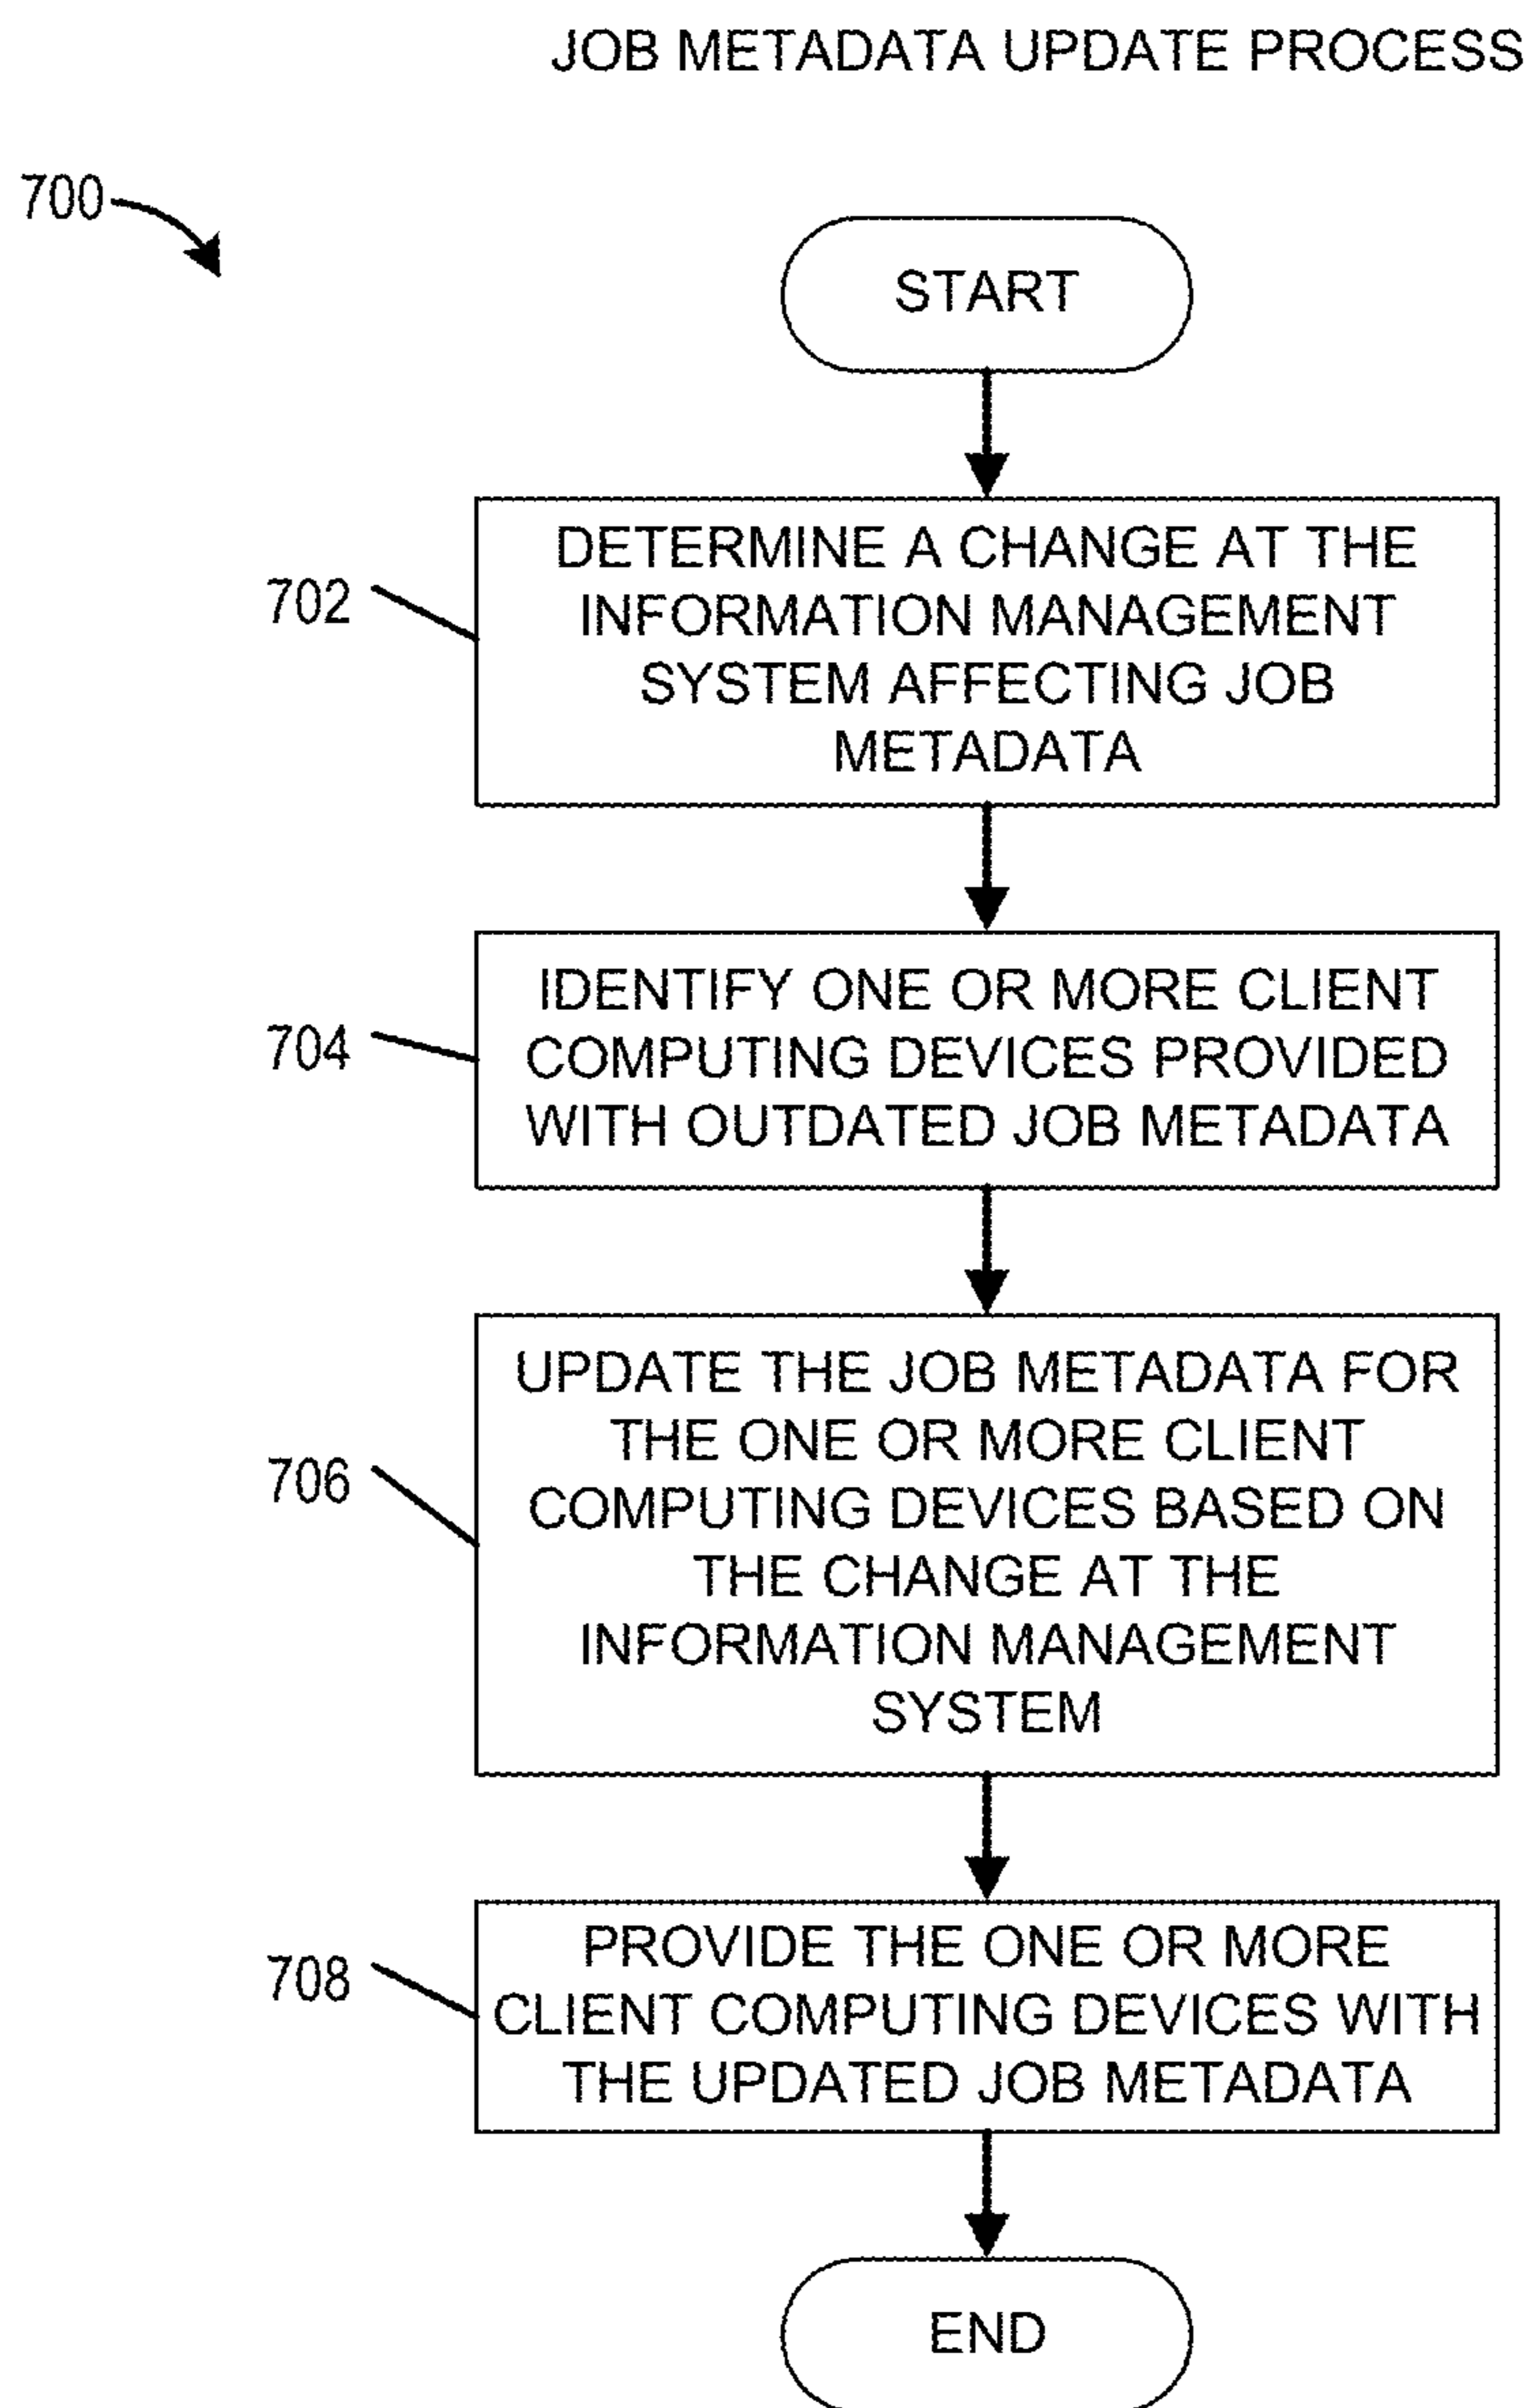 JOB METADATA UPDATE PROCESS
700
START
702
DETERMINE A CHANGE AT THE
INFORMATION MANAGEMENT
SYSTEM AFFECTING JOB
METADATA
704
IDENTIFY ONE OR MORE CLIENT
COMPUTING DEVICES PROVIDED
WITH OUTDATED JOB METADATA
706
UPDATE THE JOB METADATA FOR
THE ONE OR MORE CLIENT
COMPUTING DEVICES BASED ON
THE CHANGE AT THE
INFORMATION MANAGEMENT
SYSTEM
708
PROVIDE THE ONE OR MORE
CLIENT COMPUTING DEVICES WITH
THE UPDATED JOB METADATA
END